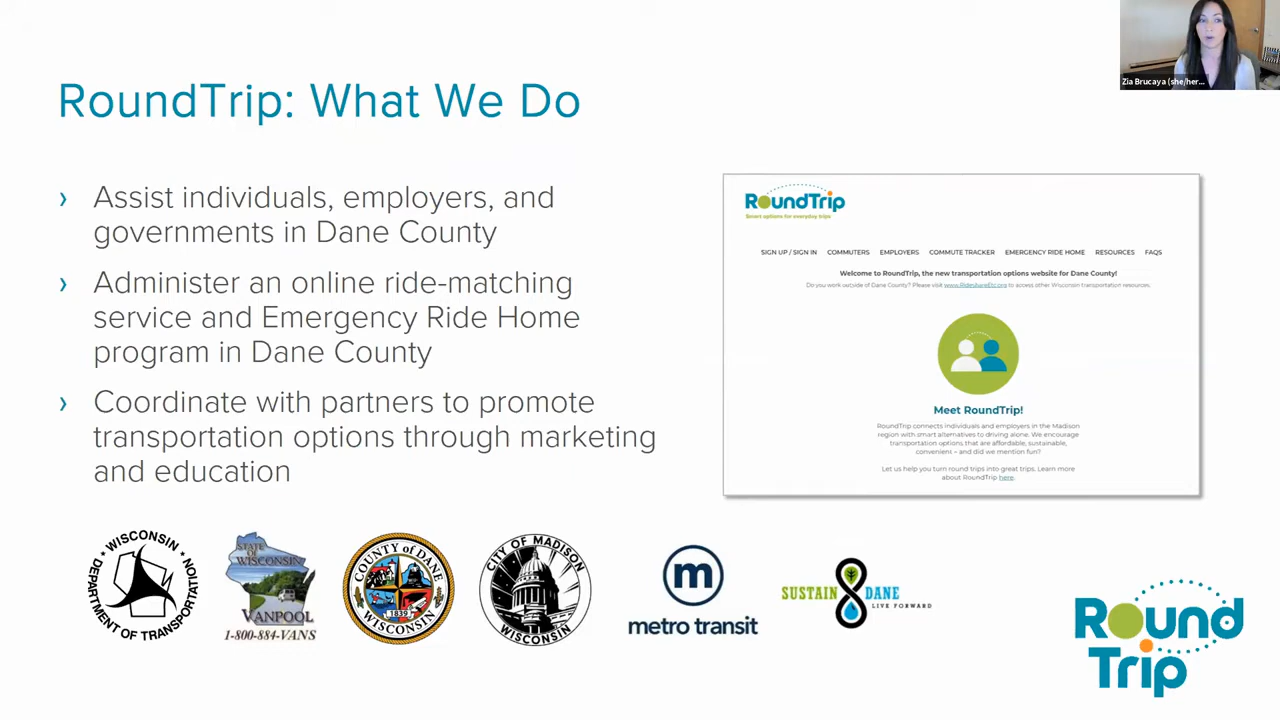 Zia Brucaya (she/her...
RoundTrip: What We Do
› Assist individuals, employers, and
governments in Dane County
› Administer an online ride-matching
service and Emergency Ride Home
program in Dane County
› Coordinate with partners to promote
transportation options through marketing
and education
RoundTrip
Smart options for everyday trips
SIGN UP / SIGN IN COMMUTERS EMPLOYERS COMMUTE TRACKER EMERGENCY RIDE HOME RESOURCES FAQS
Welcome to RoundTrip, the new transportation options website for Dane County!
Do you work outside of Dane County? Please visit www.RideshareEtc.org to access other Wisconsin transportation resources.
Meet RoundTrip!
RoundTrip connects individuals and employers in the Madison
region with smart alternatives to driving alone. We encourage
transportation options that are affordable, sustainable,
convenient – and did we mention fun?
Let us help you turn round trips into great trips. Learn more
about RoundTrip here.
WISCONSIN
DEPARTMENT OF TRANSPORTATION
STATE OF
WISCONSIN
VANPOOL
1-800-884-VANS
COUNTY of DANE
1839
WISCONSIN
CITY OF MADISON
WISCONSIN
m
metro transit
SUSTAIN DANE
LIVE FORWARD
Round
Trip